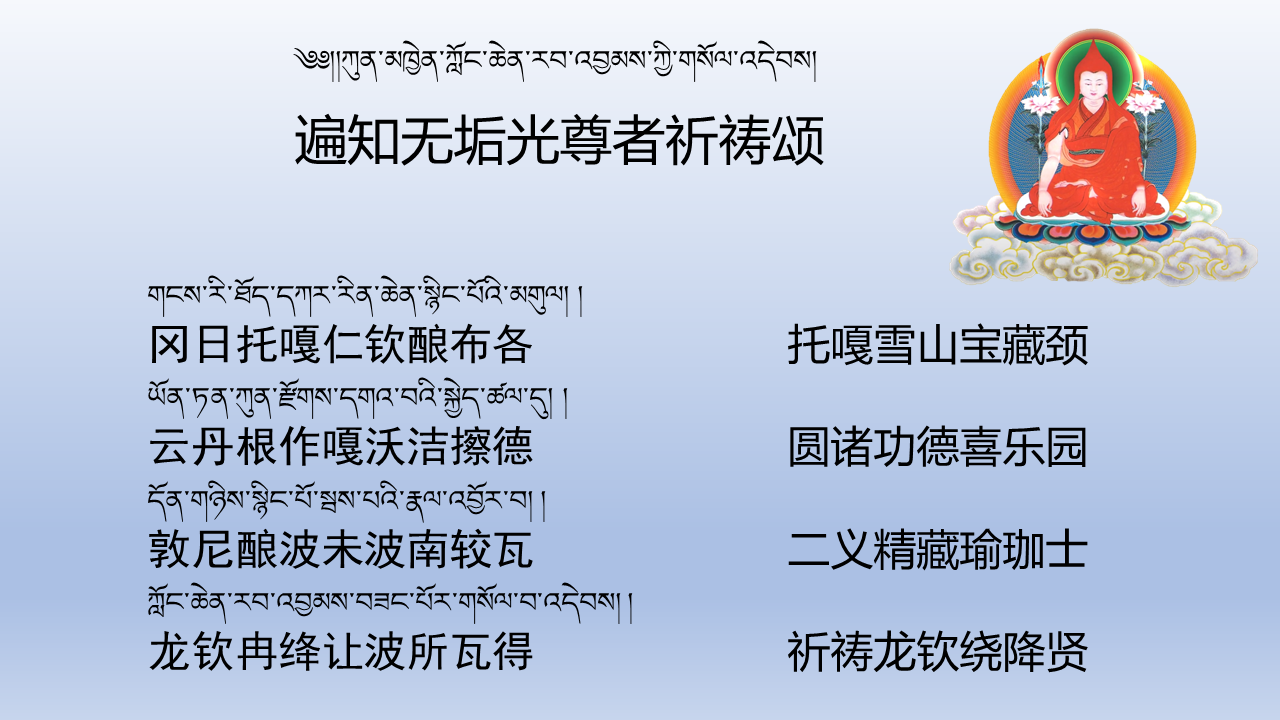 ༄༅།།ཀུན་མཁྱེན་ཀློང་ཆེན་རབ་འབྱམས་ཀྱི་གསོལ་འདེབས།
遍知无垢光尊者祈祷颂
གངས་རི་ཐོད་དཀར་རིན་ཆེན་སྙིང་པོའི་མགུལ། །
冈日托嘎仁钦酿布各 托嘎雪山宝藏颈
ཡོན་ཏན་ཀུན་རྫོགས་དགའ་བའི་སྐྱེད་ཚལ་དུ། །
云丹根作嘎沃洁擦德 圆诸功德喜乐园
དོན་གཉིས་སྙིང་པོ་སྦས་པའི་རྣལ་འབྱོར་བ། །
敦尼酿波未波南较瓦 二义精藏瑜珈士
ཀློང་ཆེན་རབ་འབྱམས་བཟང་པོར་གསོལ་བ་འདེབས། །
龙钦冉绛让波所瓦得 祈祷龙钦绕降贤